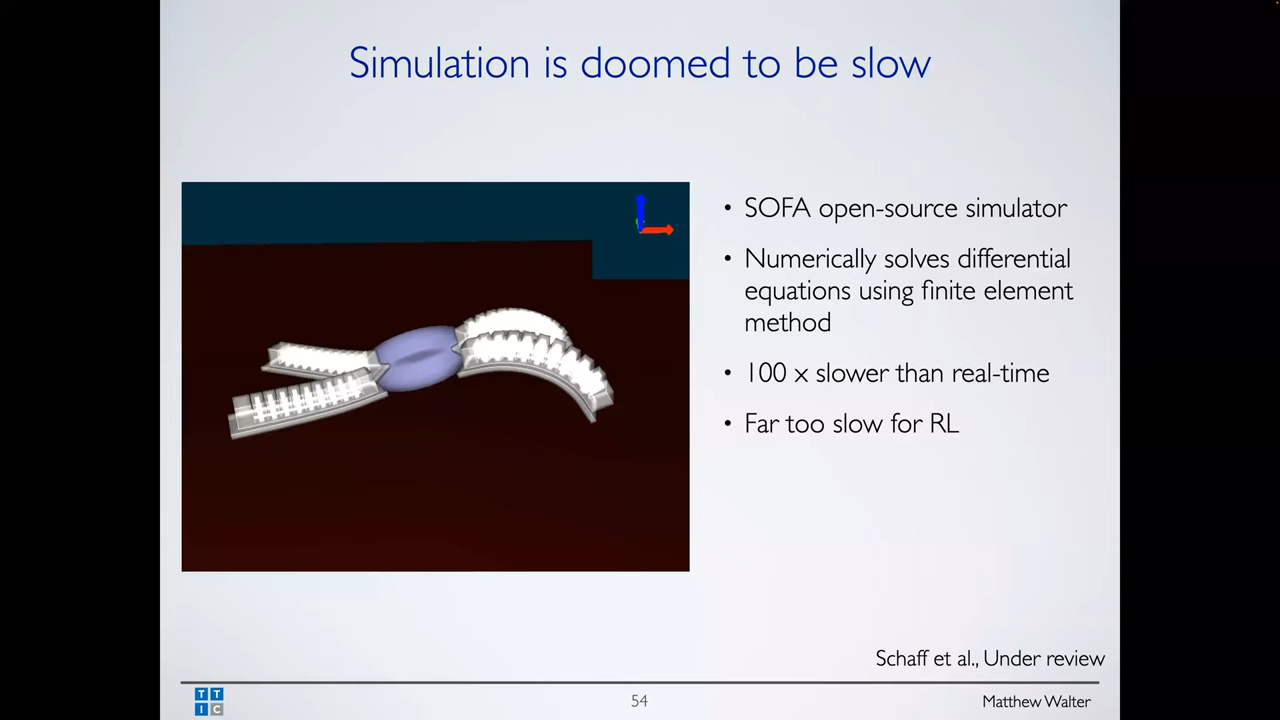 Simulation is doomed to be slow
• SOFA open-source simulator
• Numerically solves differential
equations using finite element
method
• 100 x slower than real-time
• Far too slow for RL
Schaff et al., Under review
T T
I C
54
Matthew Walter